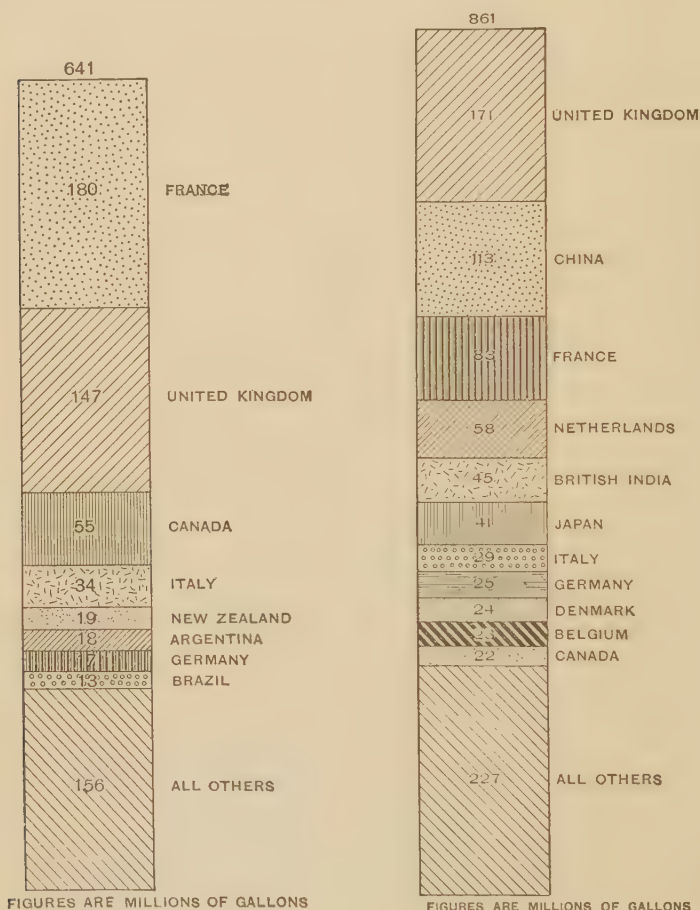 641
180 FRANCE
147 UNITED KINGDOM
55 CANADA
34 ITALY
19 NEW ZEALAND
18 ARGENTINA
17 GERMANY
13 BRAZIL
156 ALL OTHERS
FIGURES ARE MILLIONS OF GALLONS
861
171 UNITED KINGDOM
113 CHINA
83 FRANCE
58 NETHERLANDS
45 BRITISH INDIA
41 JAPAN
29 ITALY
25 GERMANY
24 DENMARK
23 BELGIUM
22 CANADA
227 ALL OTHERS
FIGURES ARE MILLIONS OF GALLONS